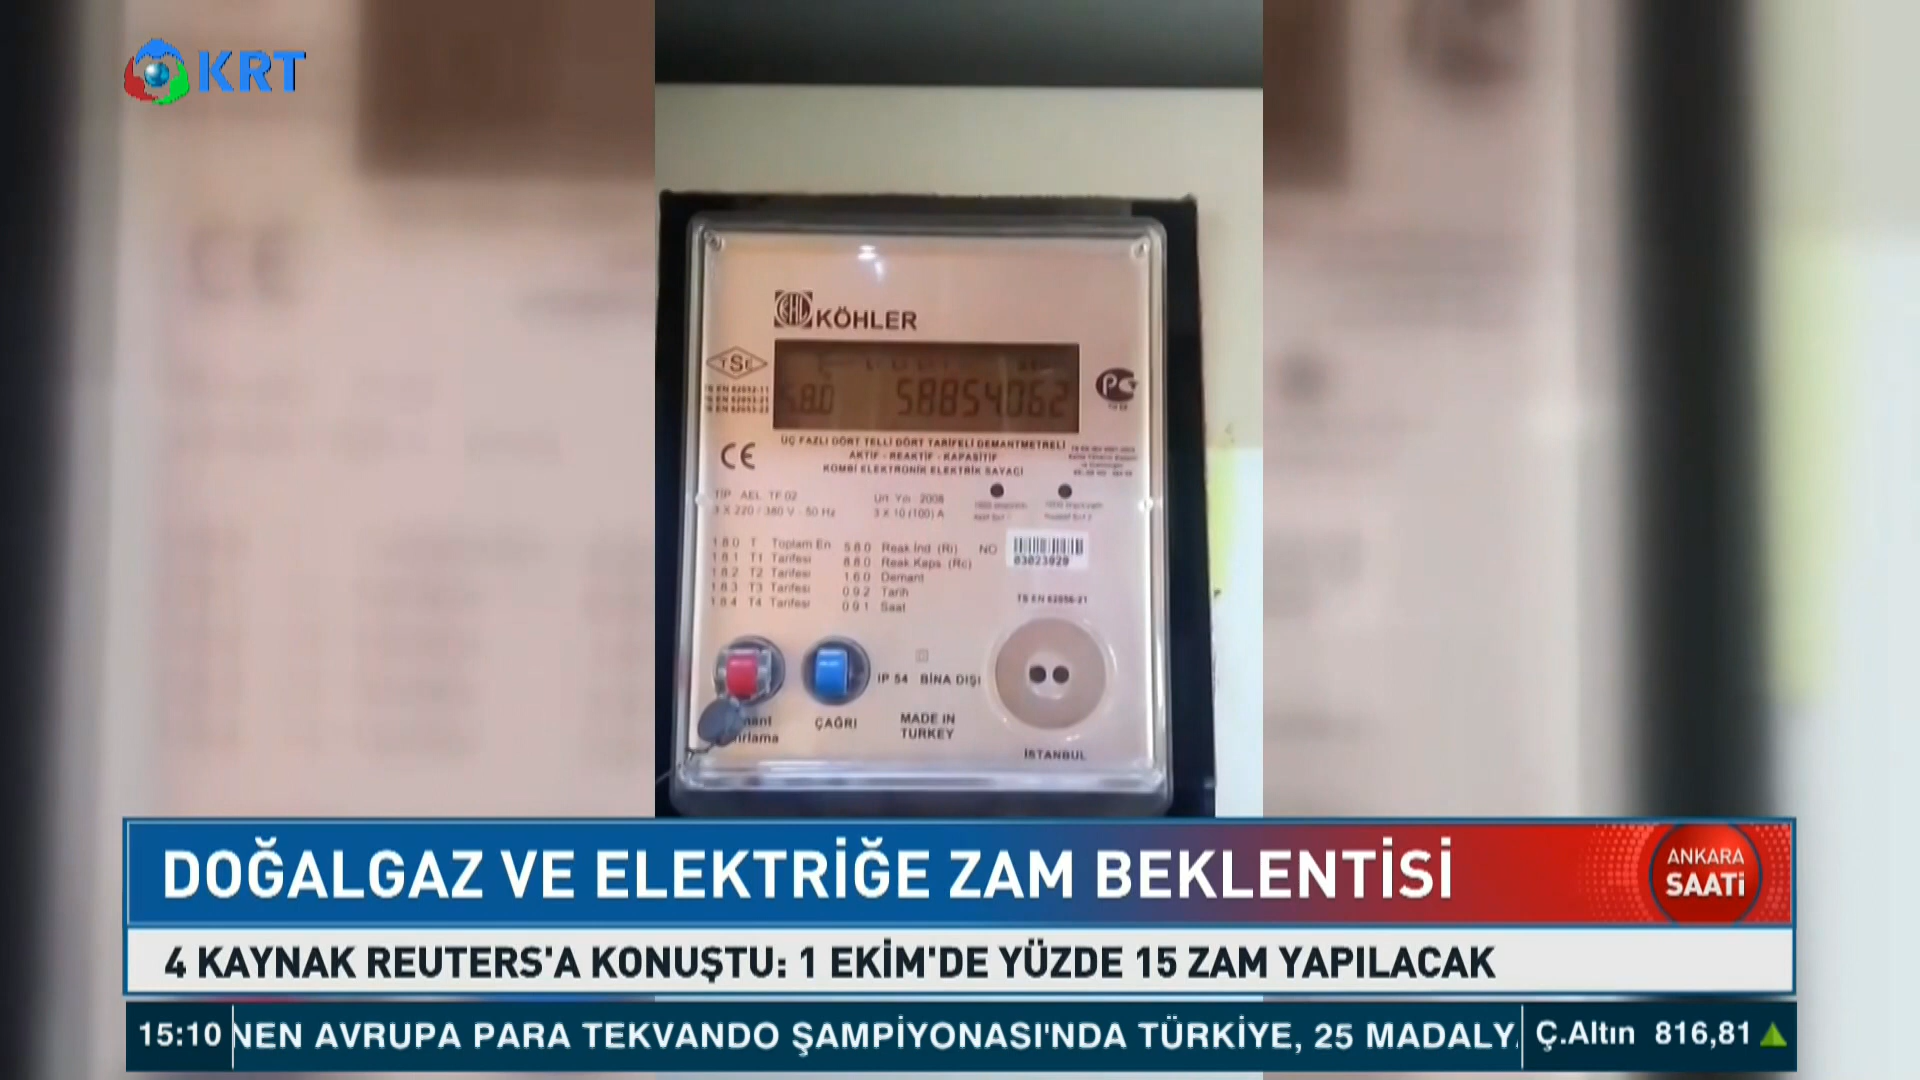 KRT
KÖHLER
TSE
5.8.0 58854.062
ÜÇ FAZLI DÖRT TELLİ DÖRT TARİFELİ DEMANTMETRELİ
AKTİF - REAKTİF - KAPASİTİF
KOMBİ ELEKTRONİK ELEKTRİK SAYACI
CE
TİP AEL TF 02
3 X 220 / 380 V - 50 Hz
Urt. Yılı 2008
3 X 10 (100) A
1.8.0 T Toplam En
1.8.1 T1 Tarifesi
1.8.2 T2 Tarifesi
1.8.3 T3 Tarifesi
1.8.4 T4 Tarifesi
5.8.0 Reak.İnd. (Ri)
8.8.0 Reak.Kaps. (Rc)
1.6.0 Demant
0.9.2 Tarih
0.9.1 Saat
NO
03023929
TS EN 62056-21
IP 54 BİNA DIŞI
ÇAĞRI
MADE IN
TURKEY
İSTANBUL
DOĞALGAZ VE ELEKTRİĞE ZAM BEKLENTİSİ
ANKARA
SAATİ
4 KAYNAK REUTERS'A KONUŞTU: 1 EKİM'DE YÜZDE 15 ZAM YAPILACAK
15:10 NEN AVRUPA PARA TEKVANDO ŞAMPİYONASI'NDA TÜRKİYE, 25 MADALY Ç.Altın 816,81